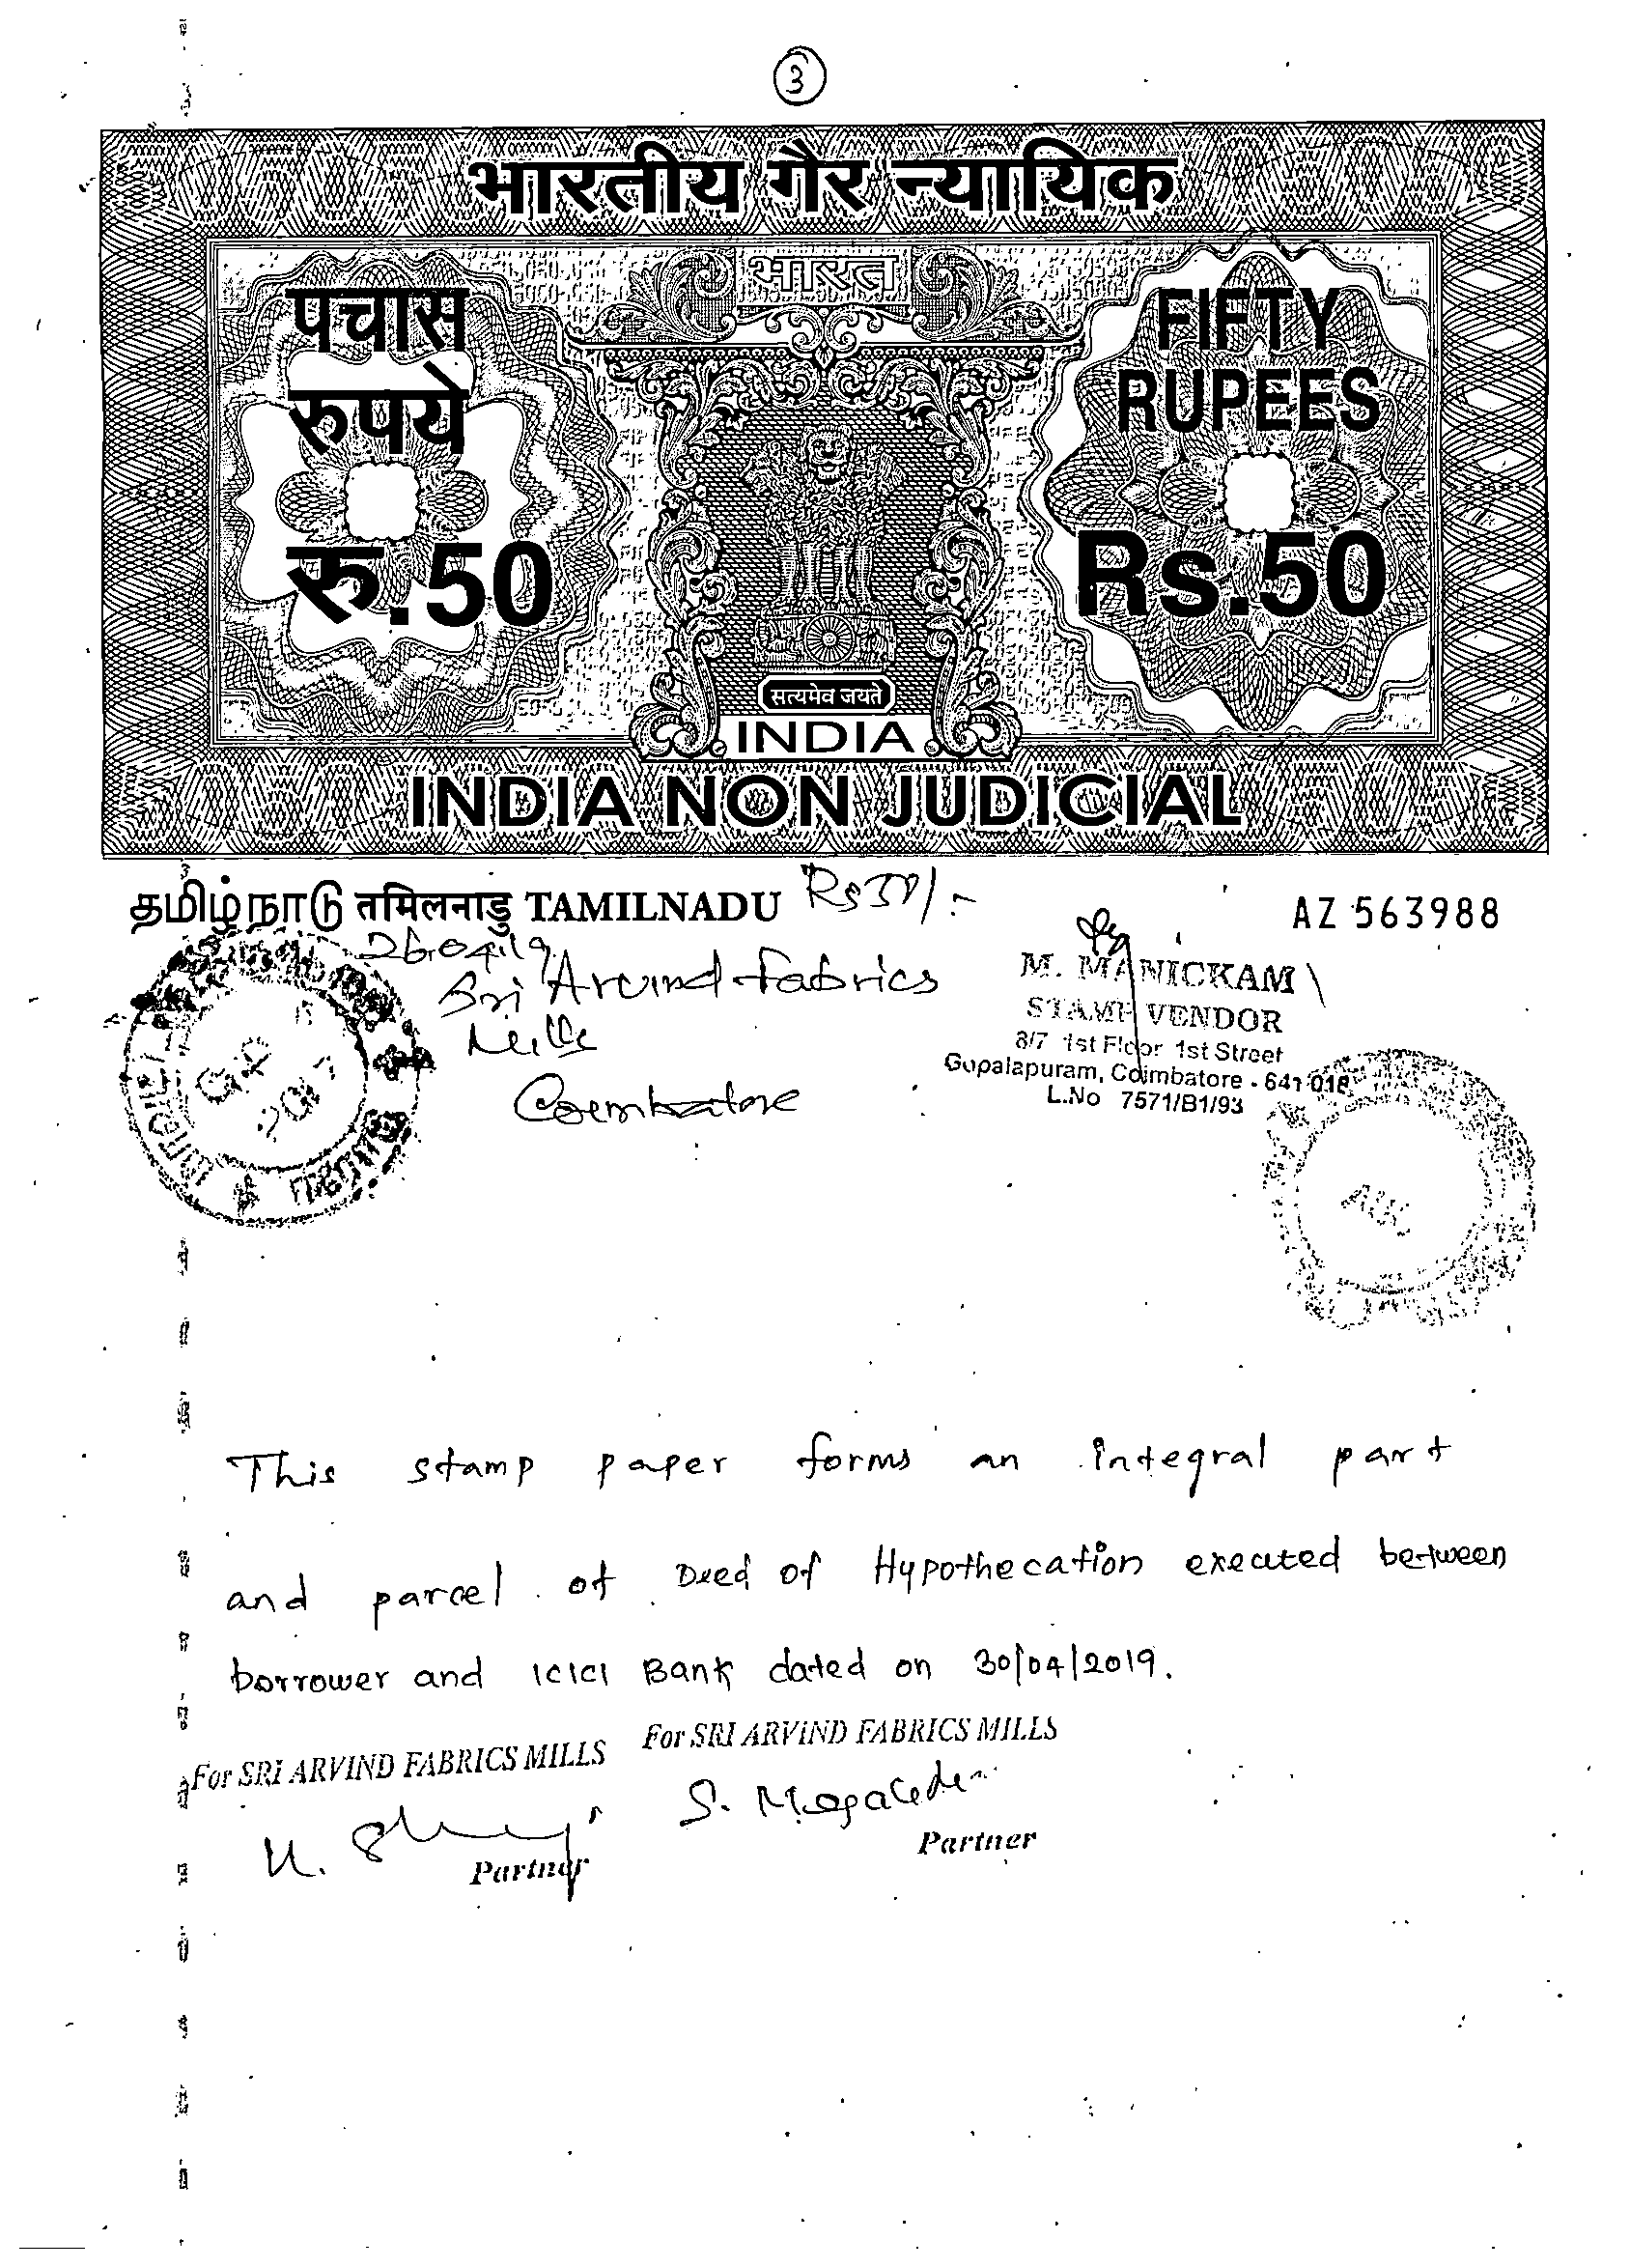 3
भारतीय गैर न्यायिक
भारत
पचास
रुपये
रु.50
FIFTY
RUPEES
Rs.50
सत्यमेव जयते
INDIA
INDIA NON JUDICIAL
தமிழ்நாடு तमिलनाडु TAMILNADU Rs 50/-
AZ 563988
26.04.19
Sri Arvind Fabrics
Mills
Coembatore
M. MANICKAM
STAMP VENDOR
8/7 1st Floor 1st Street
Gopalapuram, Coimbatore - 641 018
L.No 7571/B1/93
This stamp paper forms an integral part
and parcel of Deed of Hypothecation executed between
borrower and ICICI Bank dated on 30/04/2019.
For SRI ARVIND FABRICS MILLS
Partner
For SRI ARVIND FABRICS MILLS
Partner